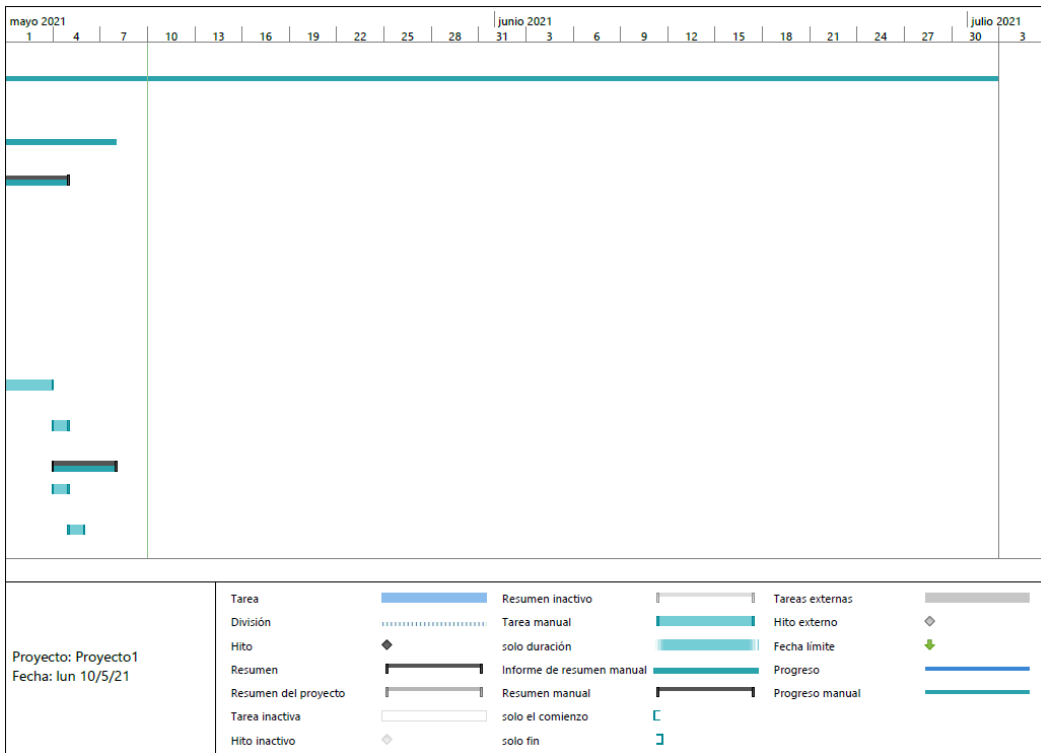 mayo 2021 junio 2021 julio 2021
1 4 7 10 13 16 19 22 25 28 31 3 6 9 12 15 18 21 24 27 30 3
Proyecto: Proyecto1
Fecha: lun 10/5/21
Tarea
División
Hito
Resumen
Resumen del proyecto
Tarea inactiva
Hito inactivo
Resumen inactivo
Tarea manual
solo duración
Informe de resumen manual
Resumen manual
solo el comienzo
solo fin
Tareas externas
Hito externo
Fecha límite
Progreso
Progreso manual